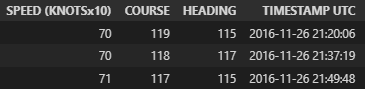 SPEED (KNOTSx10) COURSE HEADING TIMESTAMP UTC
70 119 115 2016-11-26 21:20:06
70 118 117 2016-11-26 21:37:19
71 117 115 2016-11-26 21:49:48